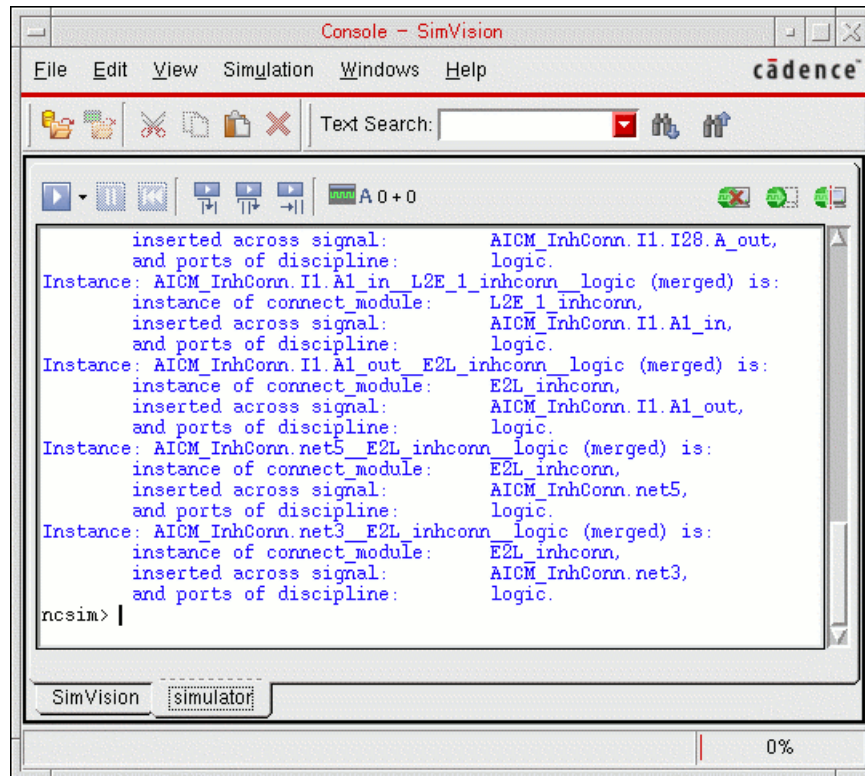 Console - SimVision
File Edit View Simulation Windows Help cādence™
Text Search:
A 0 + 0
inserted across signal: AICM_InhConn.I1.I28.A_out,
and ports of discipline: logic.
Instance: AICM_InhConn.I1.A1_in__L2E_1_inhconn__logic (merged) is:
instance of connect_module: L2E_1_inhconn,
inserted across signal: AICM_InhConn.I1.A1_in,
and ports of discipline: logic.
Instance: AICM_InhConn.I1.A1_out__E2L_inhconn__logic (merged) is:
instance of connect_module: E2L_inhconn,
inserted across signal: AICM_InhConn.I1.A1_out,
and ports of discipline: logic.
Instance: AICM_InhConn.net5__E2L_inhconn__logic (merged) is:
instance of connect_module: E2L_inhconn,
inserted across signal: AICM_InhConn.net5,
and ports of discipline: logic.
Instance: AICM_InhConn.net3__E2L_inhconn__logic (merged) is:
instance of connect_module: E2L_inhconn,
inserted across signal: AICM_InhConn.net3,
and ports of discipline: logic.
ncsim>
SimVision simulator
0%